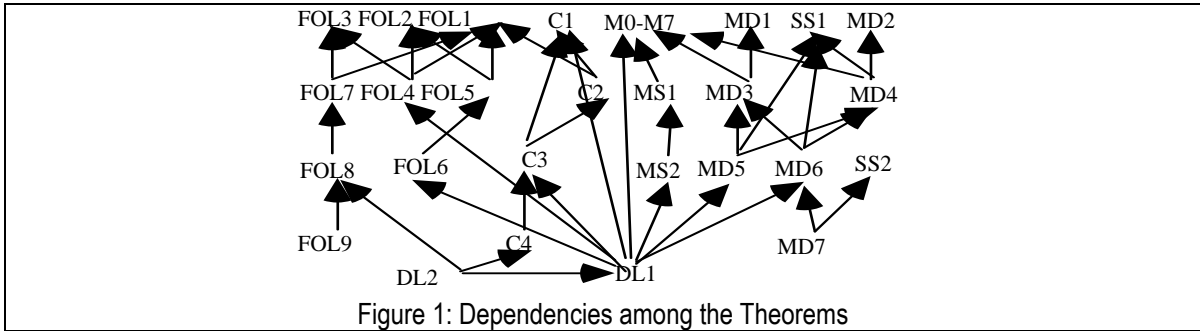 FOL3 FOL2 FOL1 C1 M0-M7 MD1 SS1 MD2
FOL7 FOL4 FOL5 C2 MS1 MD3 MD4
FOL8 FOL6 C3 MS2 MD5 MD6 SS2
FOL9 C4 MD7
DL2 DL1
Figure 1: Dependencies among the Theorems